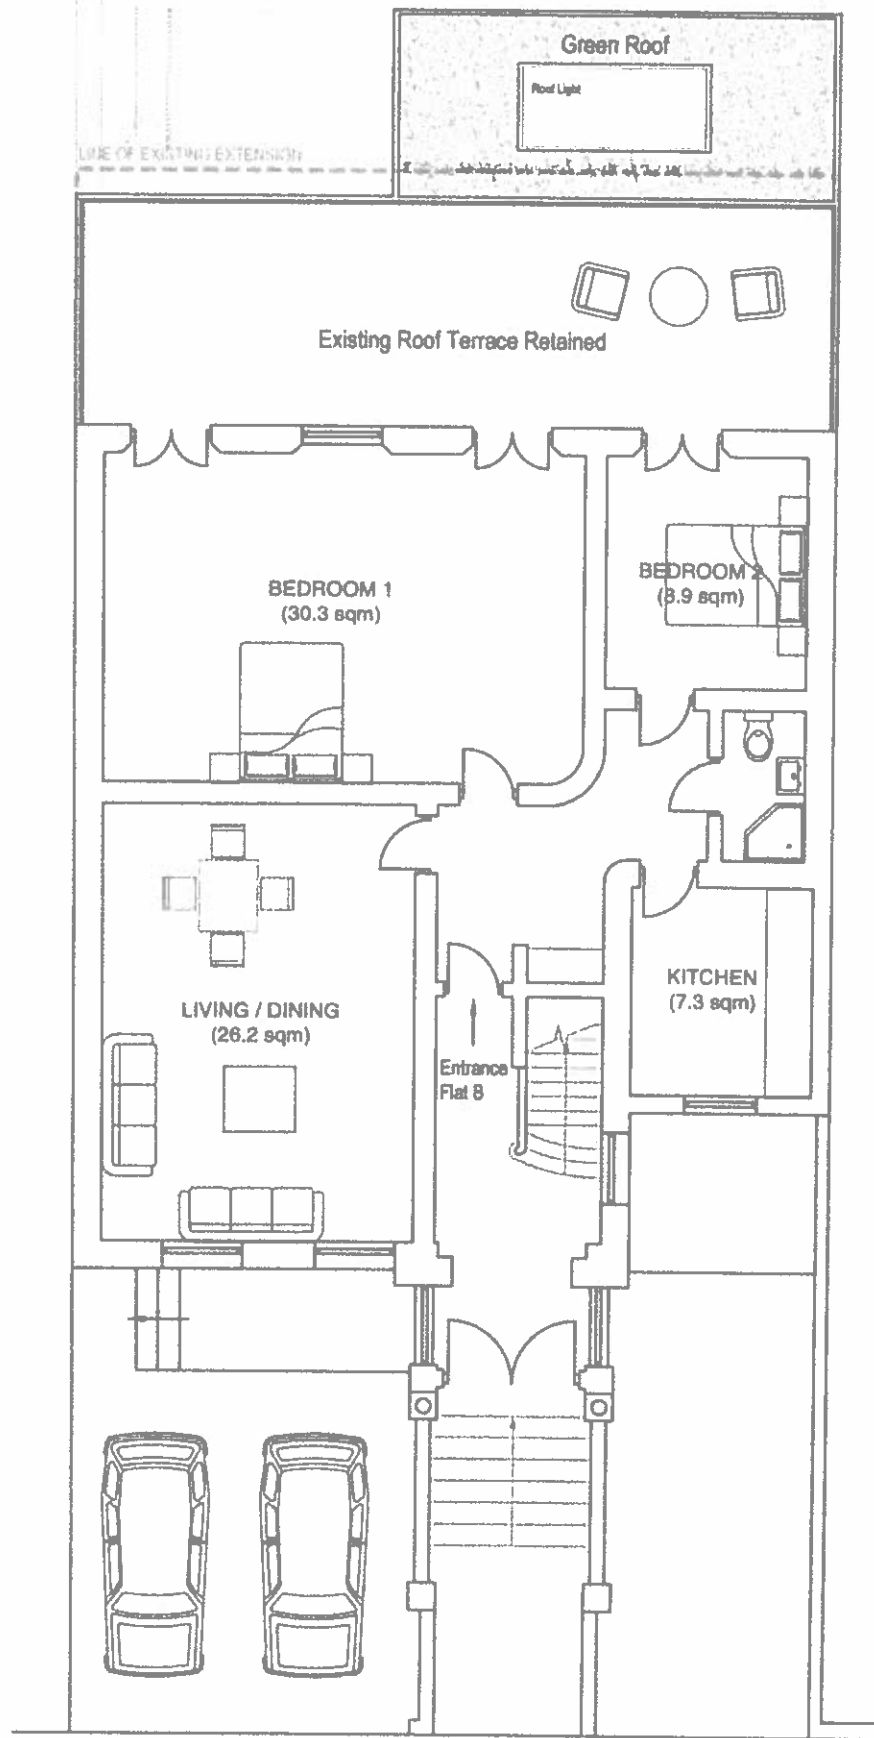 Green Roof
Roof Light
LINE OF EXISTING EXTENSION
Existing Roof Terrace Retained
BEDROOM 1
(30.3 sqm)
BEDROOM 2
(8.9 sqm)
KITCHEN
(7.3 sqm)
LIVING / DINING
(26.2 sqm)
Entrance
Flat B